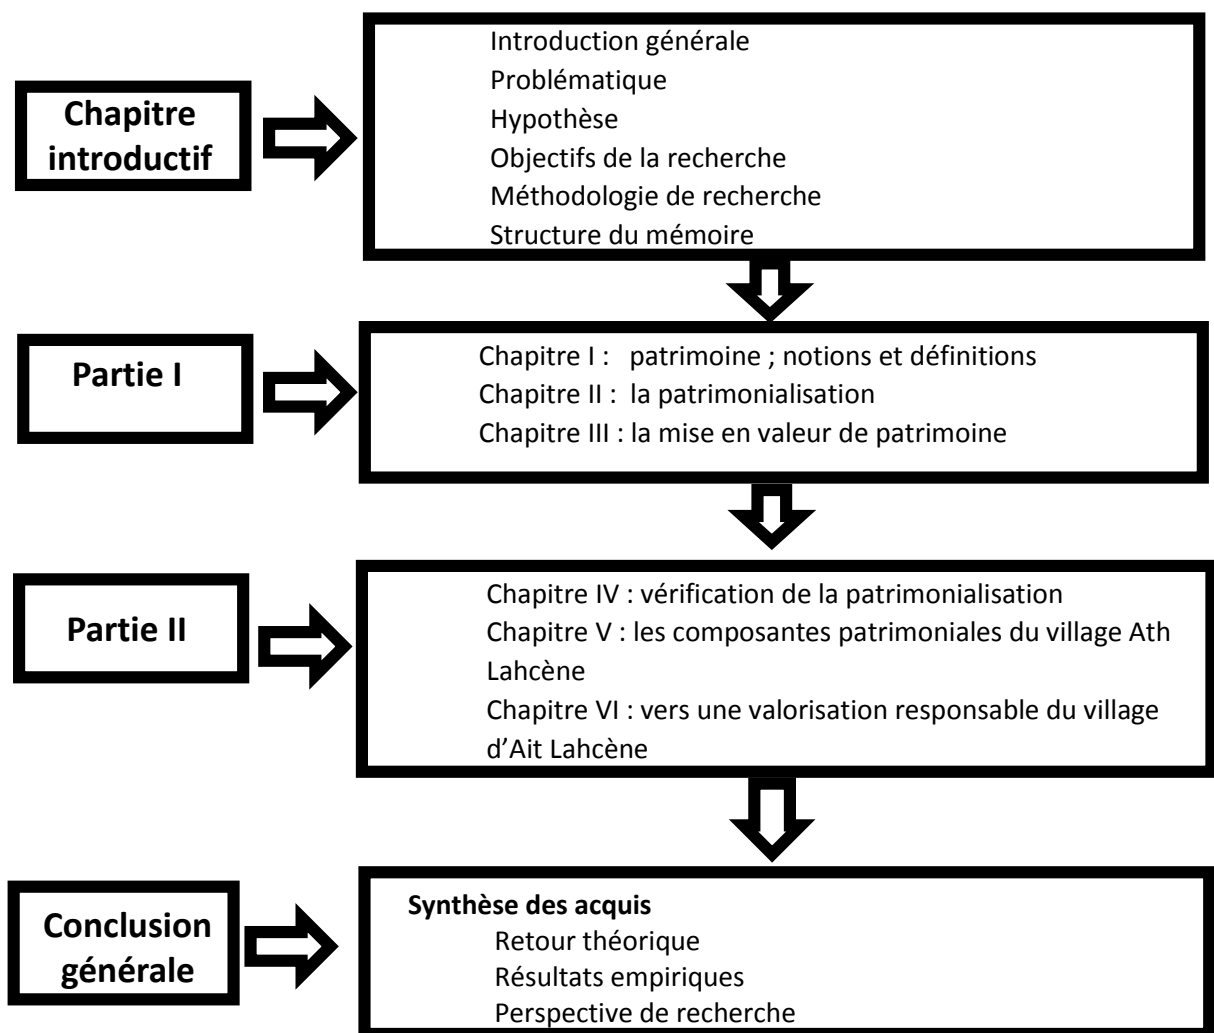 Chapitre
introductif
Introduction générale
Problématique
Hypothèse
Objectifs de la recherche
Méthodologie de recherche
Structure du mémoire
Partie I
Chapitre I : patrimoine ; notions et définitions
Chapitre II : la patrimonialisation
Chapitre III : la mise en valeur de patrimoine
Partie II
Chapitre IV : vérification de la patrimonialisation
Chapitre V : les composantes patrimoniales du village Ath
Lahcène
Chapitre VI : vers une valorisation responsable du village
d’Ait Lahcène
Conclusion
générale
Synthèse des acquis
Retour théorique
Résultats empiriques
Perspective de recherche